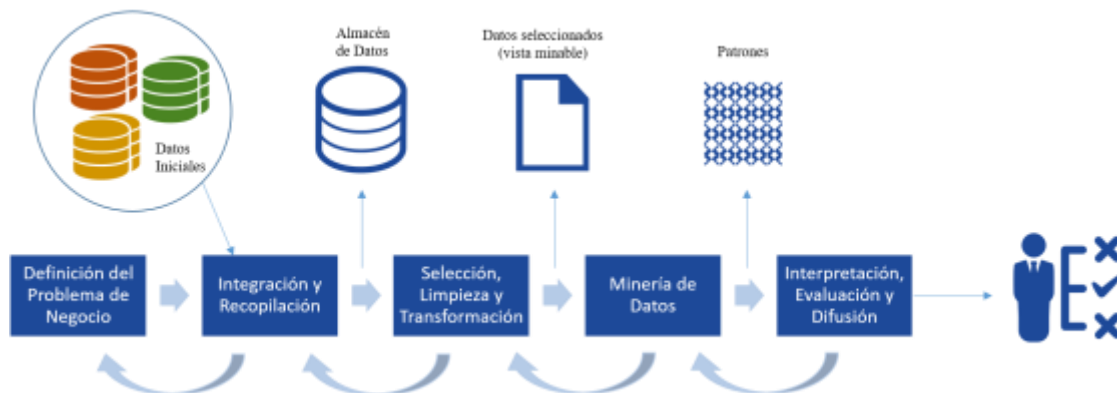 Almacén
de Datos
Datos seleccionados
(vista minable)
Patrones
Datos
Iniciales
Definición del
Problema de
Negocio
Integración y
Recopilación
Selección,
Limpieza y
Transformación
Minería de
Datos
Interpretación,
Evaluación y
Difusión